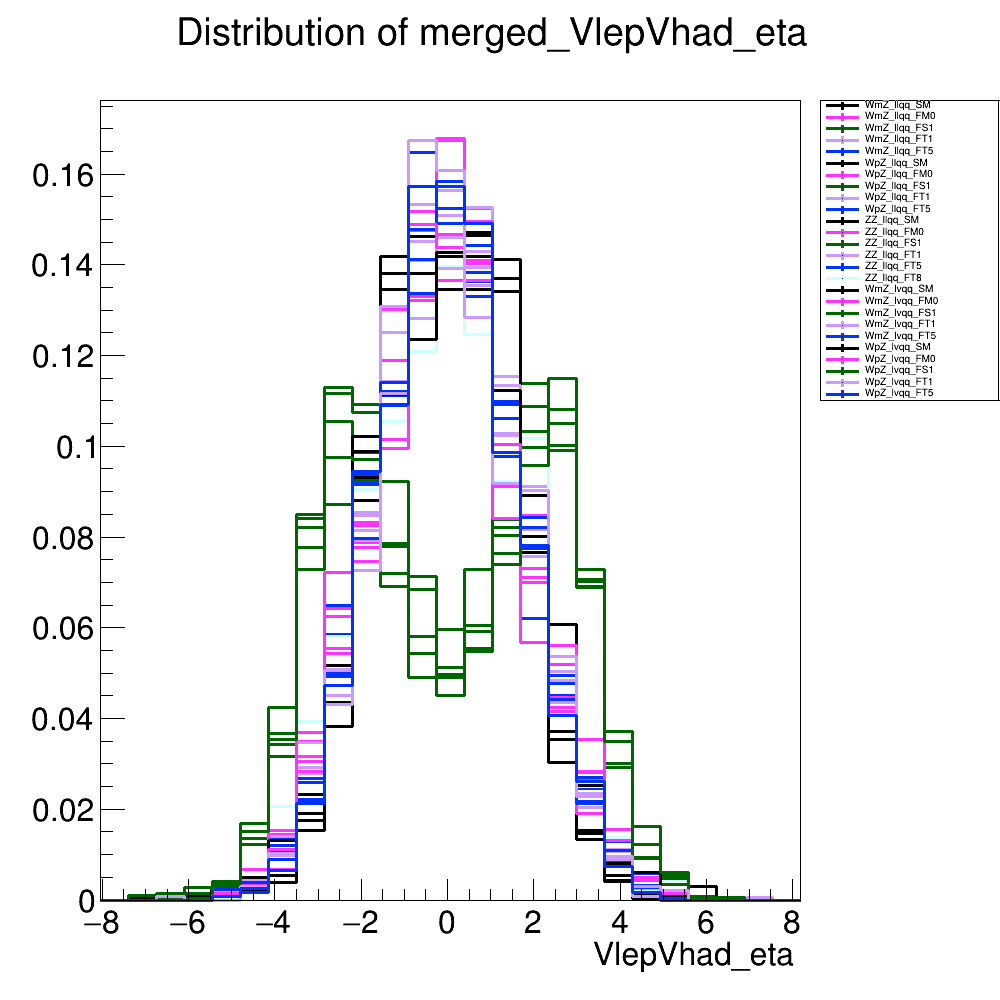 Distribution of merged_VlepVhad_eta
WmZ_llqq_SM
WmZ_llqq_FM0
WmZ_llqq_FS1
WmZ_llqq_FT1
WmZ_llqq_FT5
WpZ_llqq_SM
WpZ_llqq_FM0
WpZ_llqq_FS1
WpZ_llqq_FT1
WpZ_llqq_FT5
ZZ_llqq_SM
ZZ_llqq_FM0
ZZ_llqq_FS1
ZZ_llqq_FT1
ZZ_llqq_FT5
ZZ_llqq_FT8
WmZ_lvqq_SM
WmZ_lvqq_FM0
WmZ_lvqq_FS1
WmZ_lvqq_FT1
WmZ_lvqq_FT5
WpZ_lvqq_SM
WpZ_lvqq_FM0
WpZ_lvqq_FS1
WpZ_lvqq_FT1
WpZ_lvqq_FT5
0.16
0.14
0.12
0.1
0.08
0.06
0.04
0.02
0
−8 −6 −4 −2 0 2 4 6 8
VlepVhad_eta